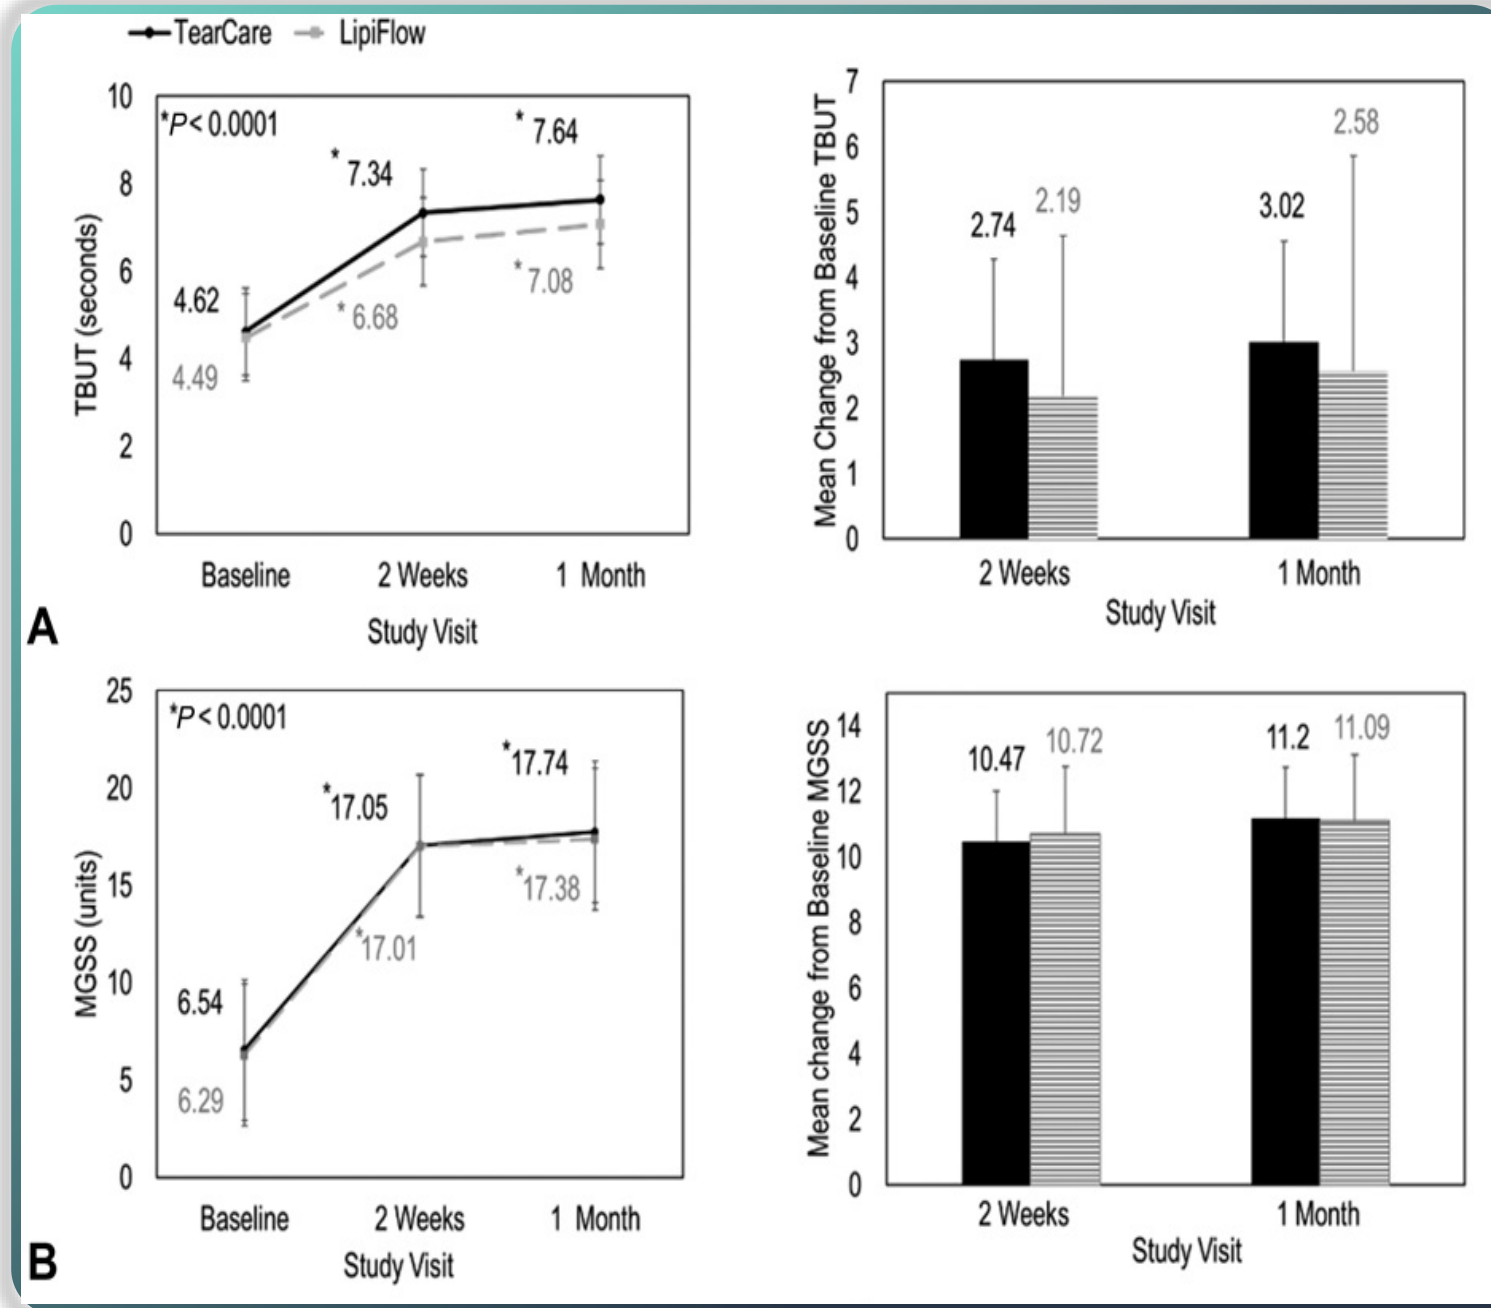 TearCare LipiFlow
10
8
6
4
2
0
TBUT (seconds)
*P < 0.0001
4.62
4.49
* 7.34
* 6.68
* 7.64
* 7.08
Baseline 2 Weeks 1 Month
Study Visit
7
6
5
4
3
2
1
0
Mean Change from Baseline TBUT
2.74
2.19
3.02
2.58
2 Weeks 1 Month
Study Visit
A
25
20
15
10
5
0
MGSS (units)
*P < 0.0001
6.54
6.29
*17.05
*17.01
*17.74
*17.38
Baseline 2 Weeks 1 Month
Study Visit
14
12
10
8
6
4
2
0
Mean change from Baseline MGSS
10.47
10.72
11.2
11.09
2 Weeks 1 Month
Study Visit
B